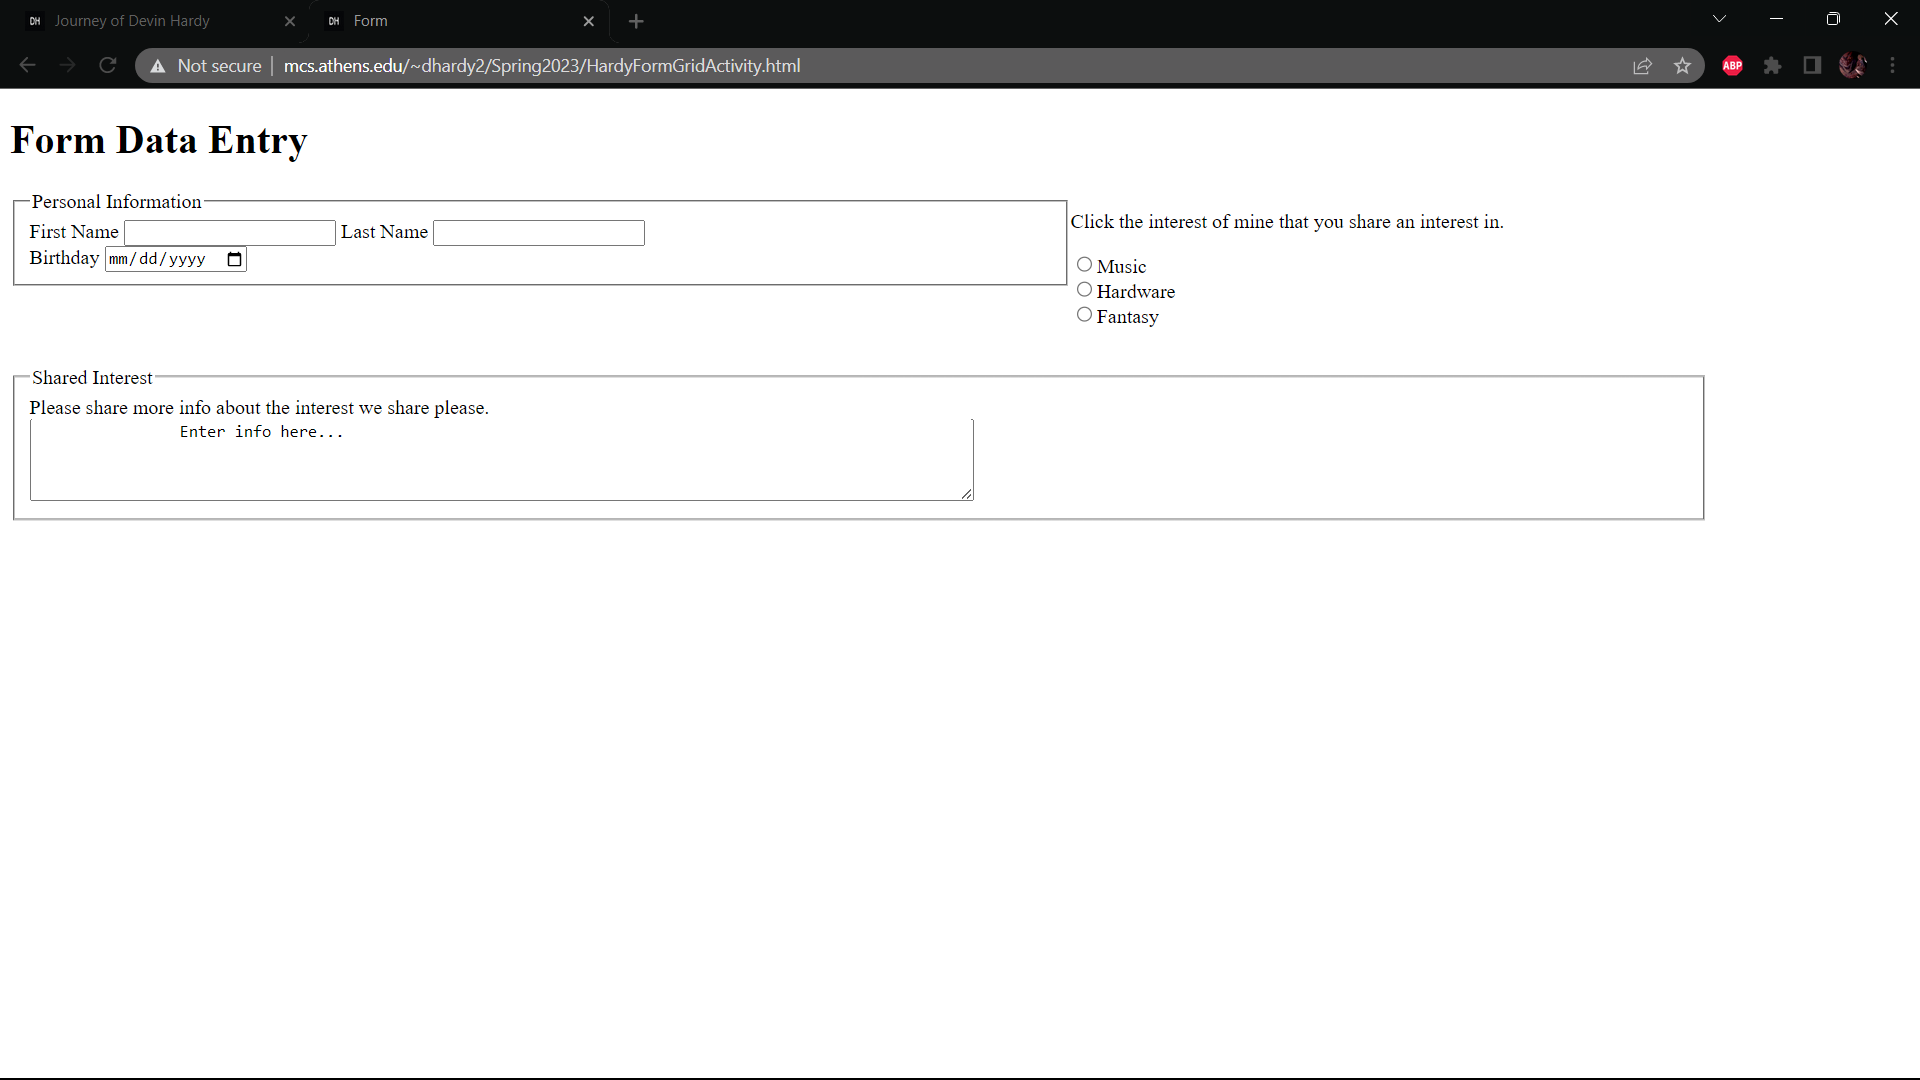 DH Journey of Devin Hardy
DH Form
Not secure | mcs.athens.edu/~dhardy2/Spring2023/HardyFormGridActivity.html
ABP
Form Data Entry
Personal Information
First Name Last Name
Birthday mm/dd/yyyy
Click the interest of mine that you share an interest in.
Music
Hardware
Fantasy
Shared Interest
Please share more info about the interest we share please.
Enter info here...